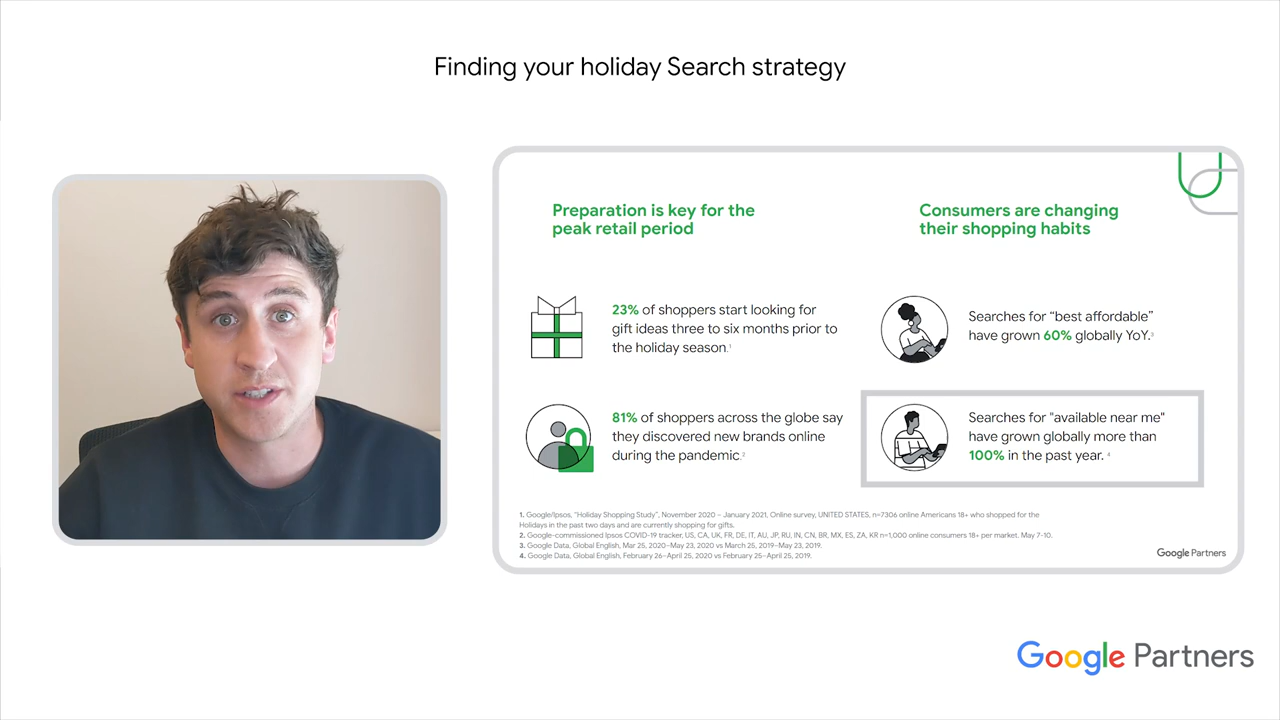 Finding your holiday Search strategy
Preparation is key for the
peak retail period
23% of shoppers start looking for
gift ideas three to six months prior to
the holiday season.¹
81% of shoppers across the globe say
they discovered new brands online
during the pandemic.²
Consumers are changing
their shopping habits
Searches for “best affordable”
have grown 60% globally YoY.³
Searches for "available near me"
have grown globally more than
100% in the past year. ⁴
1. Google/Ipsos, “Holiday Shopping Study”, November 2020 – January 2021, Online survey, UNITED STATES, n=7306 online Americans 18+ who shopped for the
Holidays in the past two days and are currently shopping for gifts.
2. Google-commissioned Ipsos COVID-19 tracker, US, CA, UK, FR, DE, IT, AU, JP, RU, IN, CN, BR, MX, ES, ZA, KR n=1,000 online consumers 18+ per market. May 7-10.
3. Google Data, Global English, Mar 25, 2020–May 23, 2020 vs March 25, 2019–May 23, 2019.
4. Google Data, Global English, February 26–April 25, 2020 vs February 25–April 25, 2019.
Google Partners
Google Partners